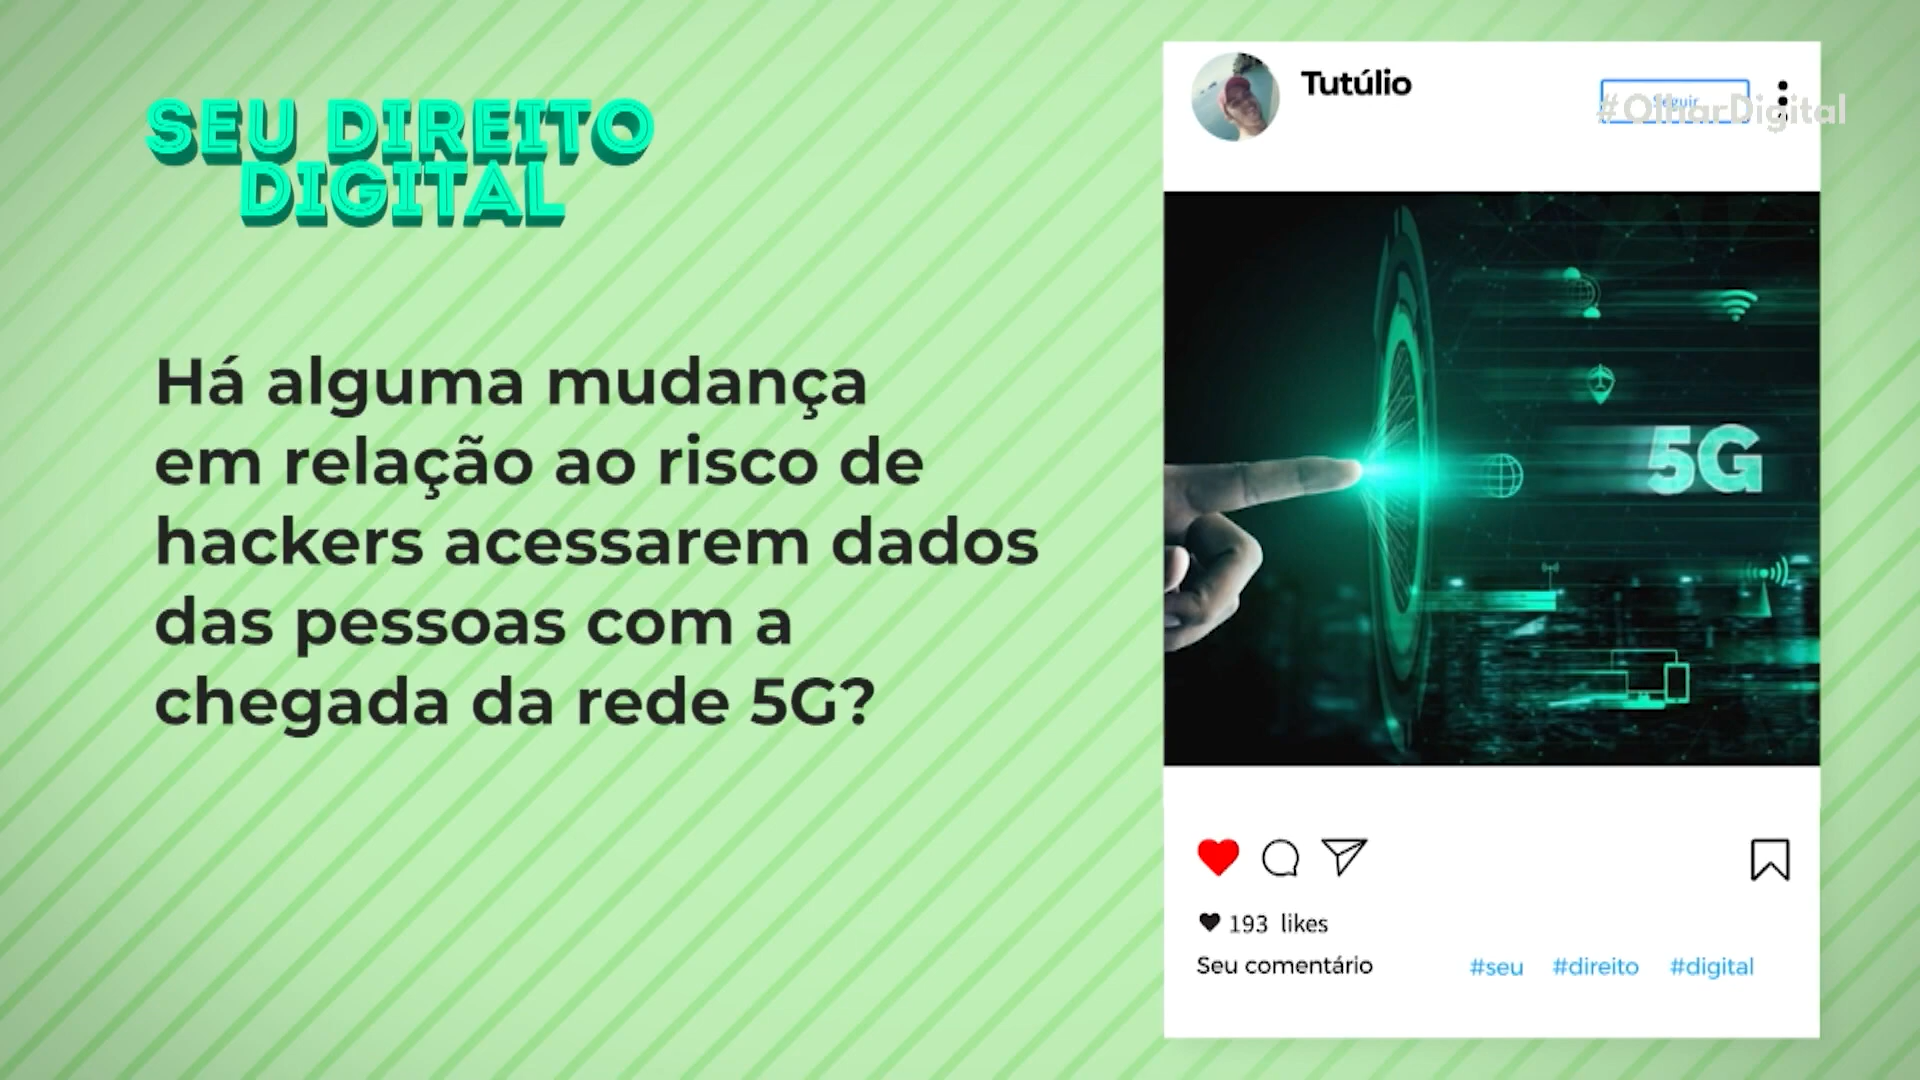 SEU DIREITO
DIGITAL
Há alguma mudança
em relação ao risco de
hackers acessarem dados
das pessoas com a
chegada da rede 5G?
Tutúlio
Seguir
#OlharDigital
5G
193 likes
Seu comentário #seu #direito #digital